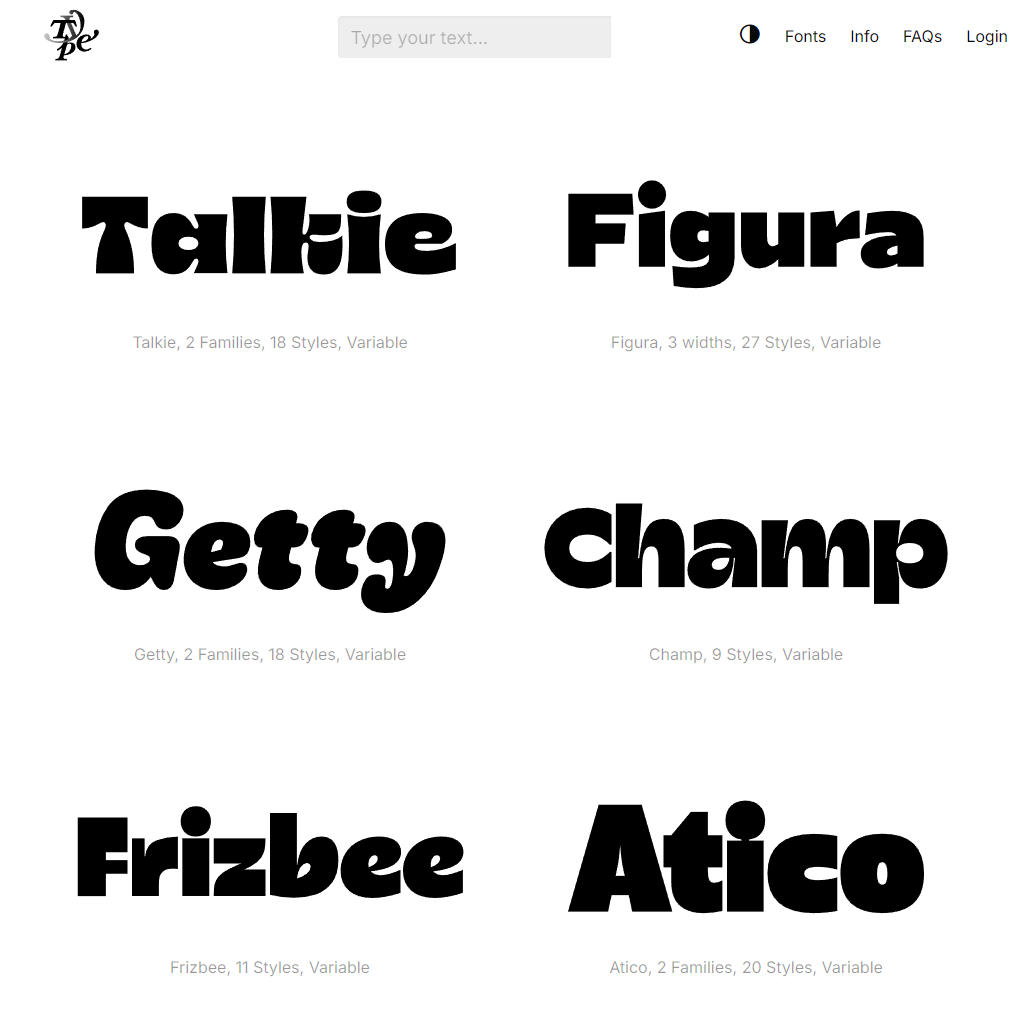 Type
Type your text...
Fonts Info FAQs Login
Talkie
Figura
Talkie, 2 Families, 18 Styles, Variable
Figura, 3 widths, 27 Styles, Variable
Getty
Champ
Getty, 2 Families, 18 Styles, Variable
Champ, 9 Styles, Variable
Frizbee
Atico
Frizbee, 11 Styles, Variable
Atico, 2 Families, 20 Styles, Variable